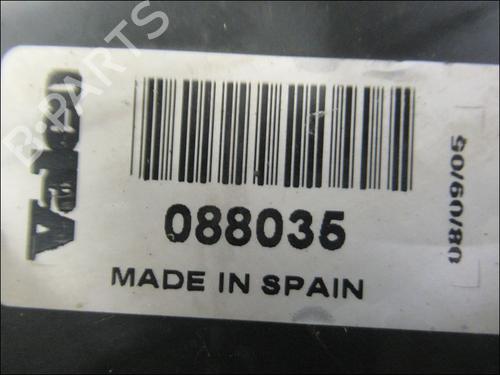 B-PARTS
Valeo
088035
MADE IN SPAIN
08/09/05